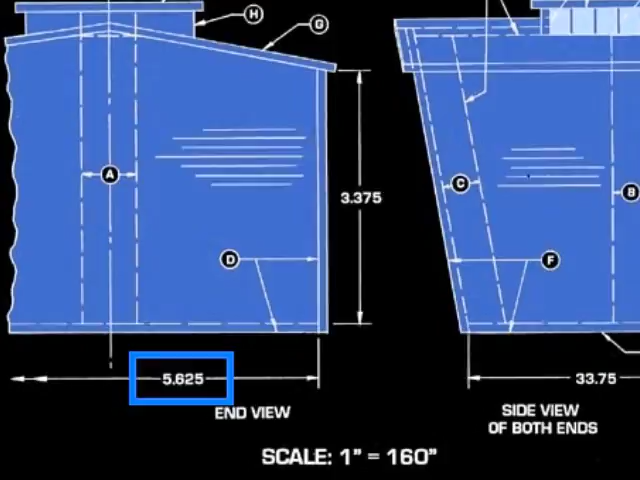 H
G
A
C
B
3.375
D
F
5.625
33.75
END VIEW
SIDE VIEW
OF BOTH ENDS
SCALE: 1” = 160”